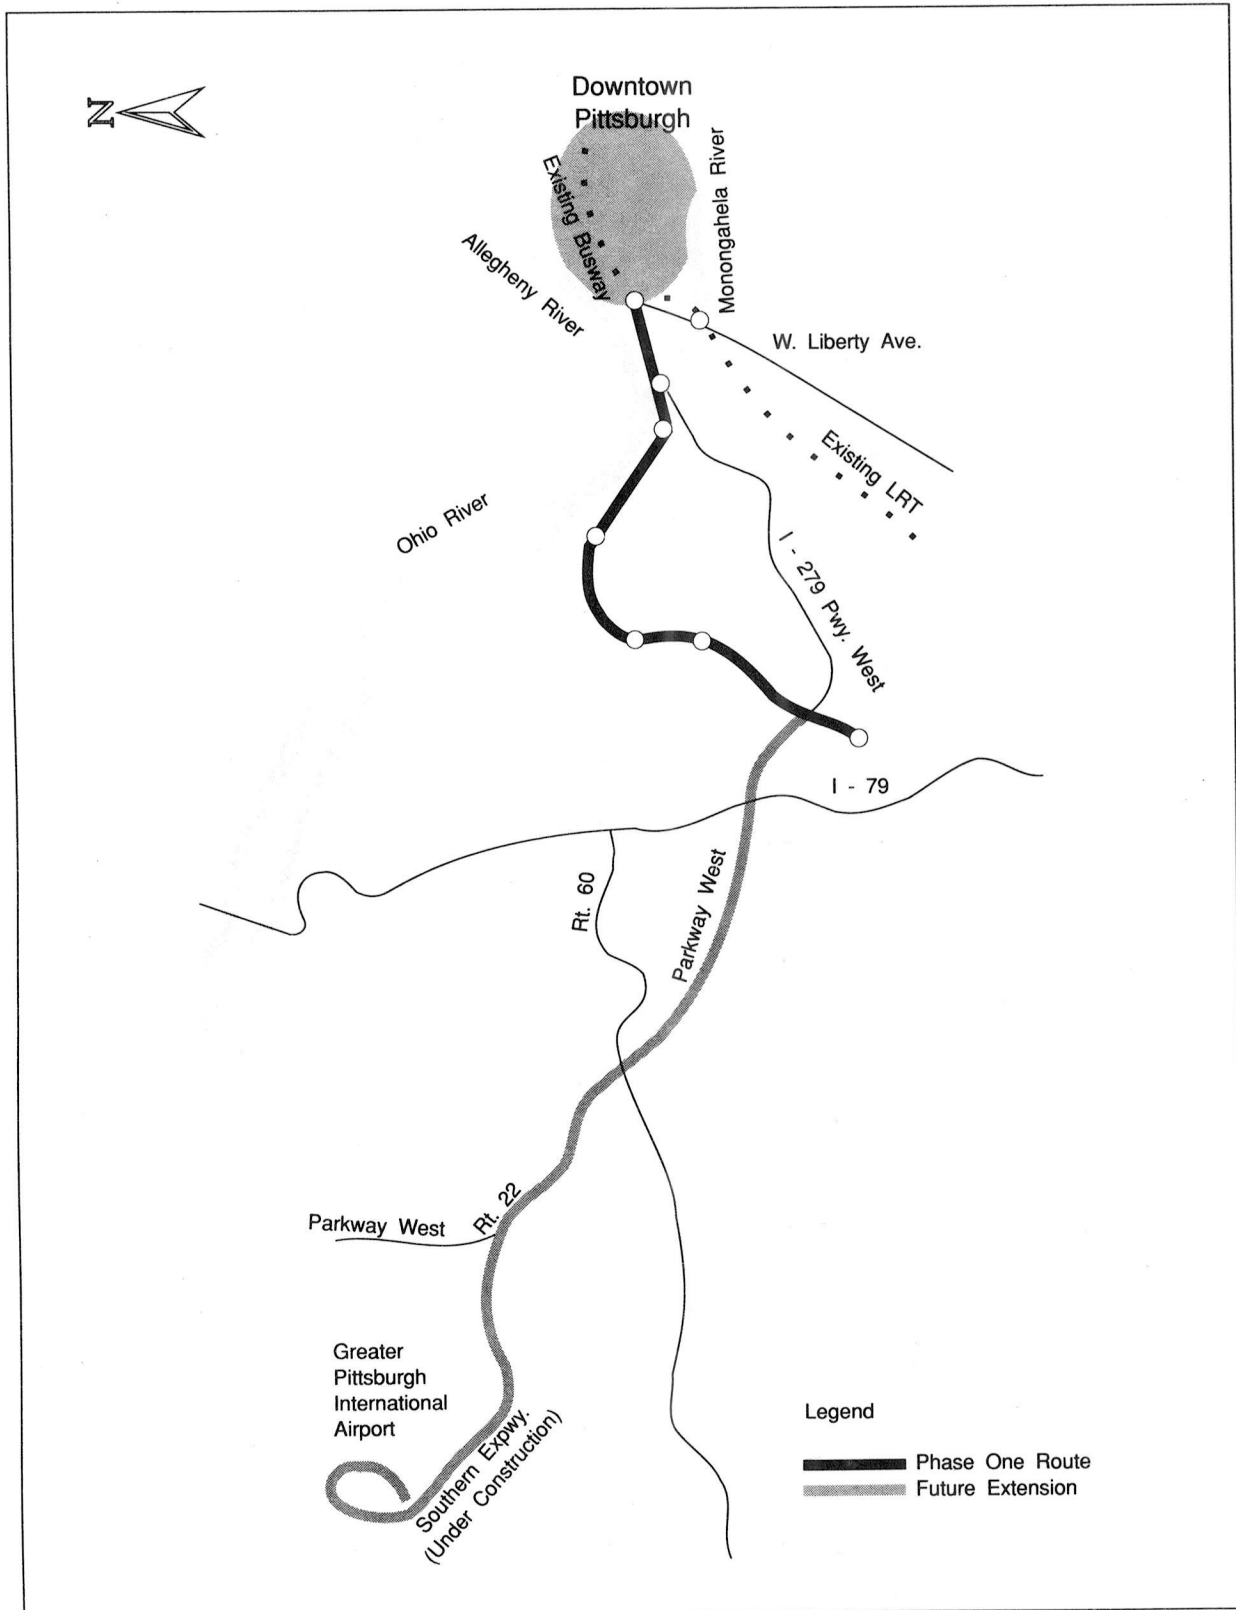 N
Downtown
Pittsburgh
Existing Busway
Monongahela River
Allegheny River
W. Liberty Ave.
Existing LRT
Ohio River
I - 279 Pwy. West
I - 79
Rt. 60
Parkway West
Rt. 22
Parkway West
Greater
Pittsburgh
International
Airport
Southern Expwy.
(Under Construction)
Legend
Phase One Route
Future Extension